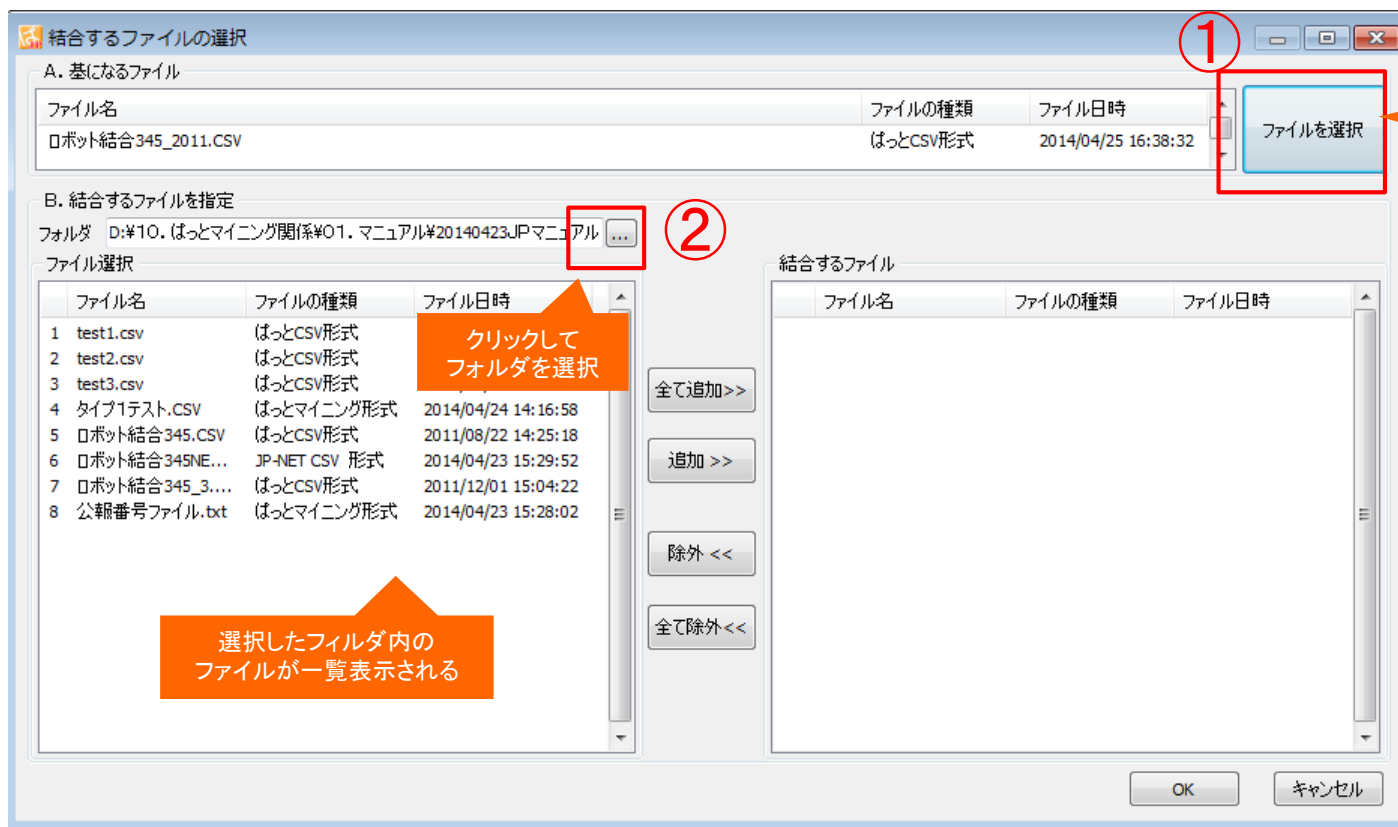 結合するファイルの選択
①
A. 基になるファイル
ファイル名 ファイルの種類 ファイル日時
ロボット結合345_2011.CSV ぱっとCSV形式 2014/04/25 16:38:32
ファイルを選択
B. 結合するファイルを指定
フォルダ D:¥10.ぱっとマイニング関係¥01.マニュアル¥20140423JPマニュアル ...
②
ファイル選択
ファイル名 ファイルの種類 ファイル日時
1 test1.csv ぱっとCSV形式
2 test2.csv ぱっとCSV形式
3 test3.csv ぱっとCSV形式
4 タイプ1テスト.CSV ぱっとマイニング形式 2014/04/24 14:16:58
5 ロボット結合345.CSV ぱっとCSV形式 2011/08/22 14:25:18
6 ロボット結合345NE... JP-NET CSV 形式 2014/04/23 15:29:52
7 ロボット結合345_3.... ぱっとCSV形式 2011/12/01 15:04:22
8 公報番号ファイル.txt ぱっとマイニング形式 2014/04/23 15:28:02
クリックして
フォルダを選択
選択したフィルダ内の
ファイルが一覧表示される
全て追加>>
追加 >>
除外 <<
全て除外<<
結合するファイル
ファイル名 ファイルの種類 ファイル日時
OK キャンセル